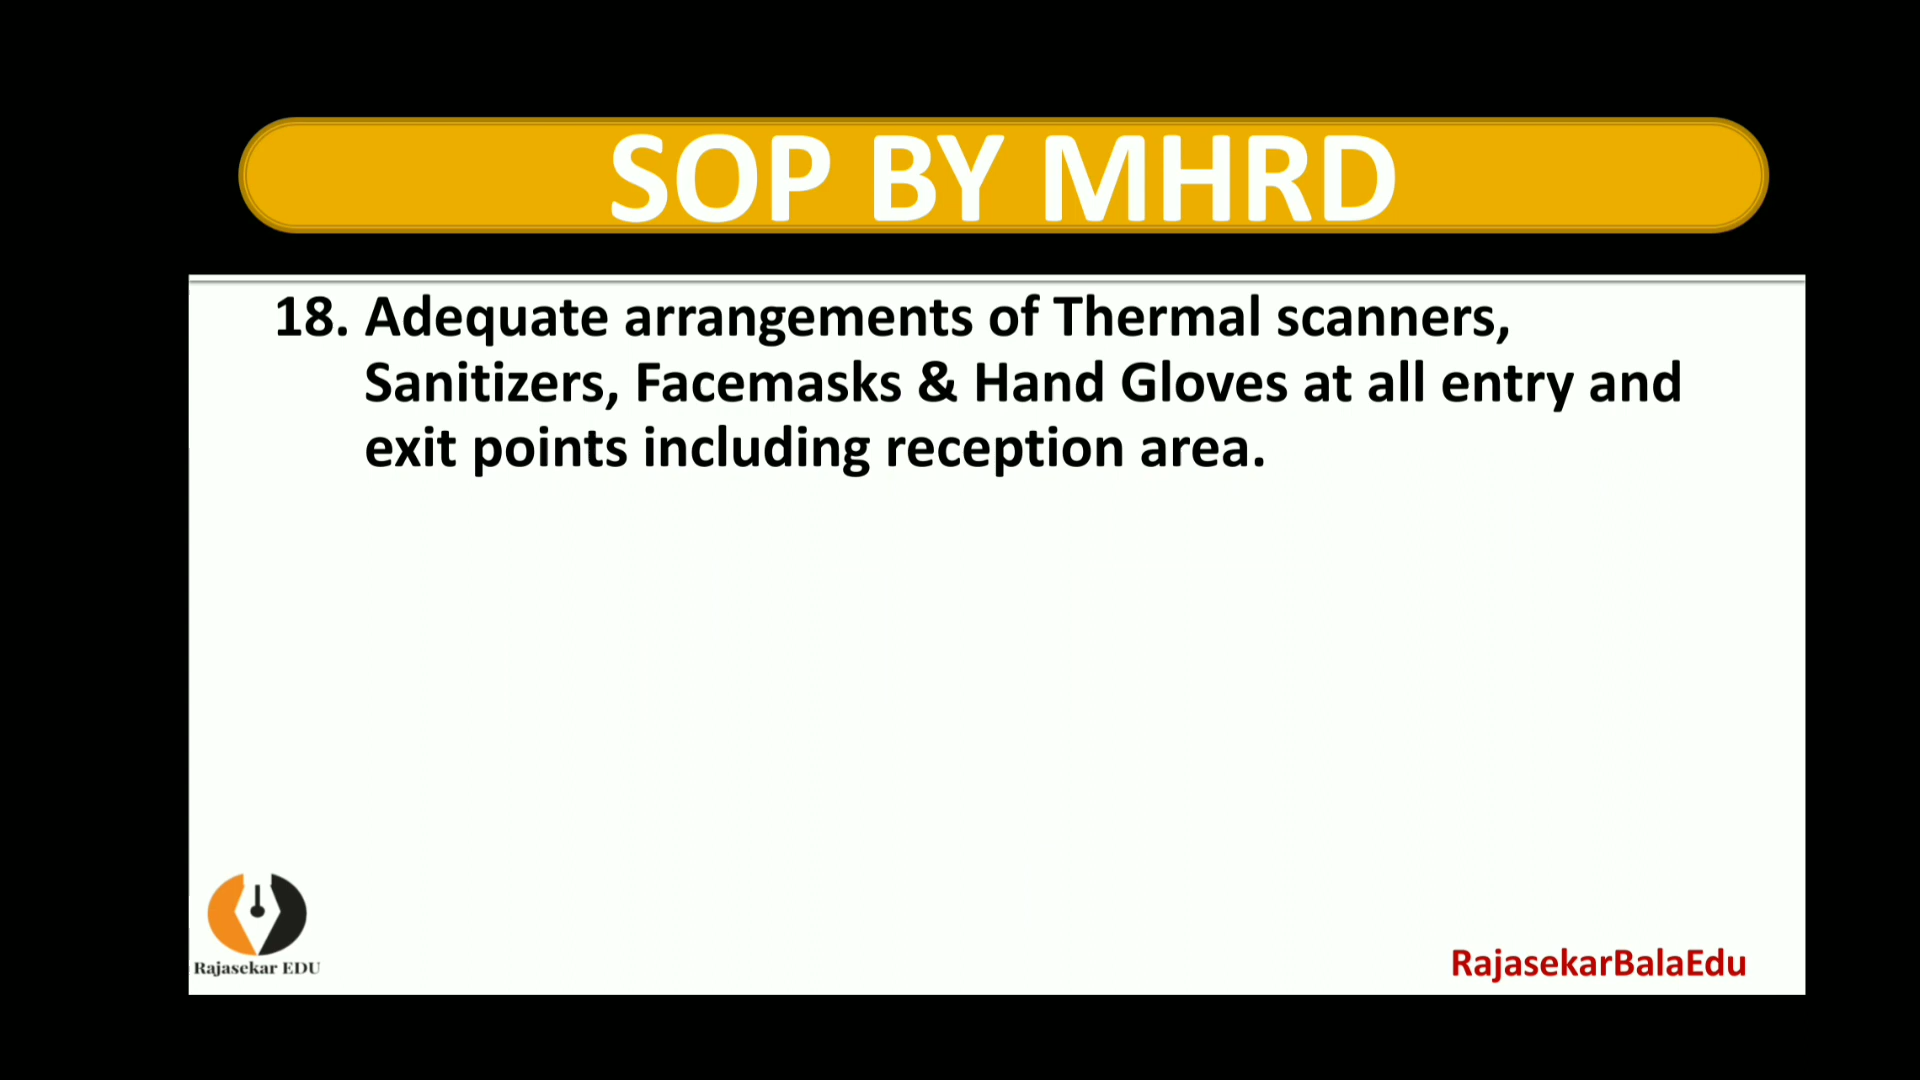 SOP BY MHRD
18. Adequate arrangements of Thermal scanners,
Sanitizers, Facemasks & Hand Gloves at all entry and
exit points including reception area.
Rajasekar EDU
RajasekarBalaEdu